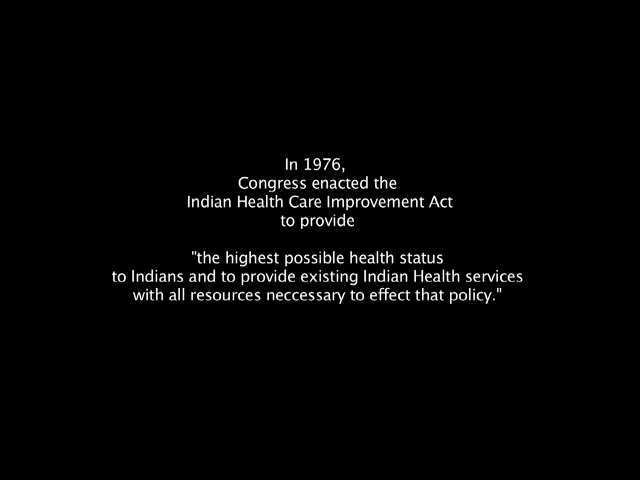 In 1976,
Congress enacted the
Indian Health Care Improvement Act
to provide
"the highest possible health status
to Indians and to provide existing Indian Health services
with all resources neccessary to effect that policy."